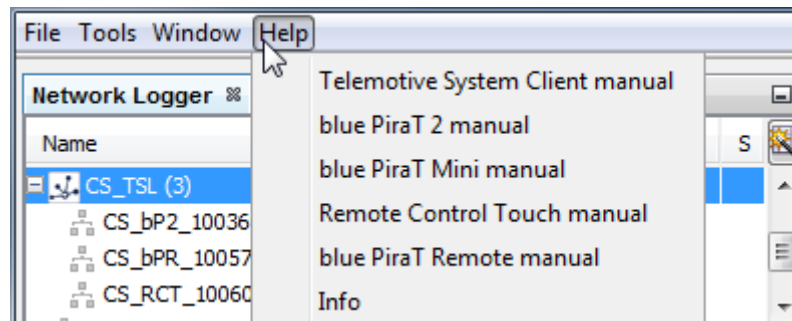 File Tools Window Help
Network Logger
Name
S
CS_TSL (3)
CS_bP2_10036
CS_bPR_10057
CS_RCT_10060
Telemotive System Client manual
blue PiraT 2 manual
blue PiraT Mini manual
Remote Control Touch manual
blue PiraT Remote manual
Info